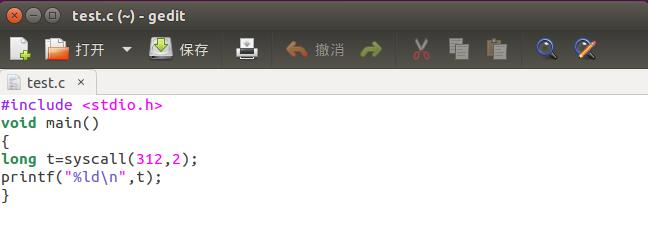 test.c (~) - gedit
打开 保存 撤消
test.c ×
#include <stdio.h>
void main()
{
long t=syscall(312,2);
printf("%ld\n",t);
}